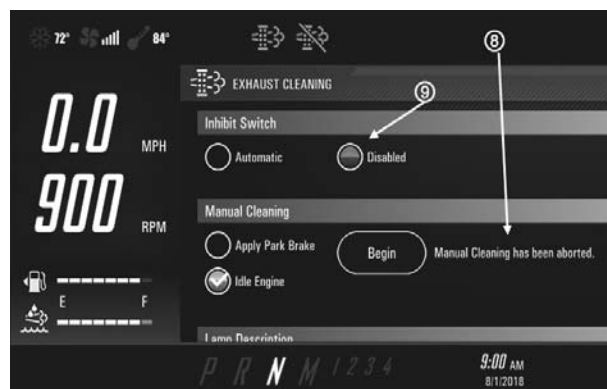 72° 84° ⑧
EXHAUST CLEANING
⑨
Inhibit Switch
0.0 MPH
Automatic Disabled
900 RPM
Manual Cleaning
Apply Park Brake
Begin Manual Cleaning has been aborted.
Idle Engine
E F
Lamp Description
P R N M 1 2 3 4 9:00 AM
8/1/2018